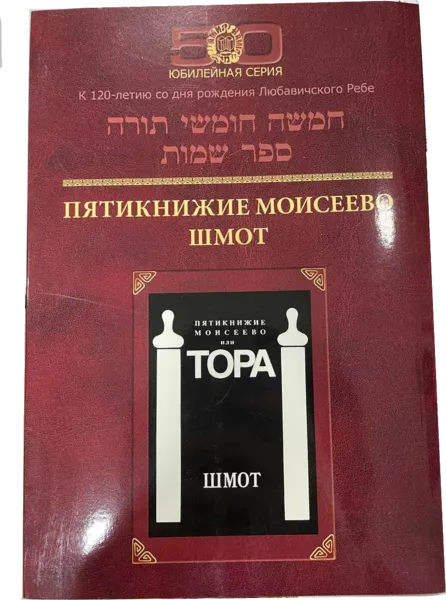 50
ЮБИЛЕЙНАЯ СЕРИЯ
К 120-летию со дня рождения Любавичского Ребе
חמשה חומשי תורה
ספר שמות
ПЯТИКНИЖИЕ МОИСЕЕВО
ШМОТ
ПЯТИКНИЖИЕ
МОИСЕЕВО
или
ТОРА
ШМОТ